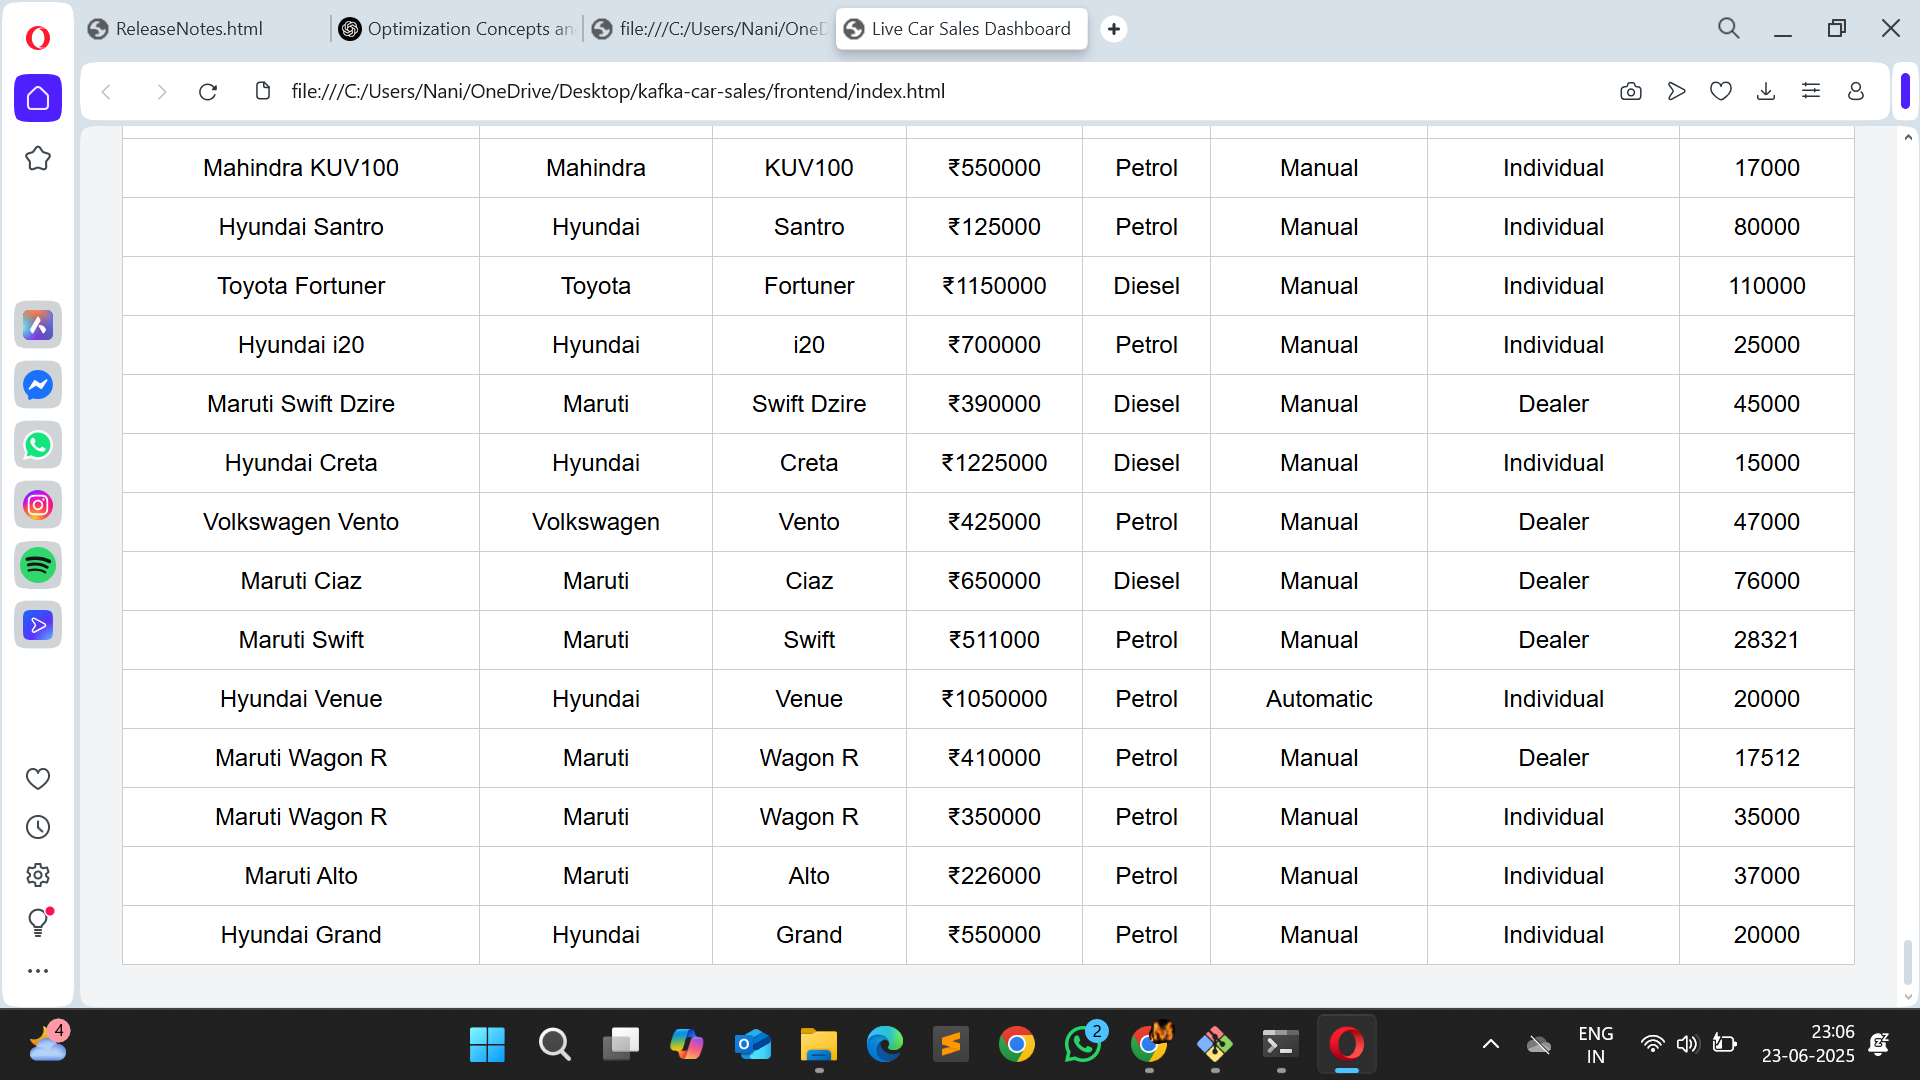 ReleaseNotes.html
Optimization Concepts an
file:///C:/Users/Nani/OneD
Live Car Sales Dashboard
file:///C:/Users/Nani/OneDrive/Desktop/kafka-car-sales/frontend/index.html
Mahindra KUV100 Mahindra KUV100 ₹550000 Petrol Manual Individual 17000
Hyundai Santro Hyundai Santro ₹125000 Petrol Manual Individual 80000
Toyota Fortuner Toyota Fortuner ₹1150000 Diesel Manual Individual 110000
Hyundai i20 Hyundai i20 ₹700000 Petrol Manual Individual 25000
Maruti Swift Dzire Maruti Swift Dzire ₹390000 Diesel Manual Dealer 45000
Hyundai Creta Hyundai Creta ₹1225000 Diesel Manual Individual 15000
Volkswagen Vento Volkswagen Vento ₹425000 Petrol Manual Dealer 47000
Maruti Ciaz Maruti Ciaz ₹650000 Diesel Manual Dealer 76000
Maruti Swift Maruti Swift ₹511000 Petrol Manual Dealer 28321
Hyundai Venue Hyundai Venue ₹1050000 Petrol Automatic Individual 20000
Maruti Wagon R Maruti Wagon R ₹410000 Petrol Manual Dealer 17512
Maruti Wagon R Maruti Wagon R ₹350000 Petrol Manual Individual 35000
Maruti Alto Maruti Alto ₹226000 Petrol Manual Individual 37000
Hyundai Grand Hyundai Grand ₹550000 Petrol Manual Individual 20000
4
2
ENG
IN
23:06
23-06-2025